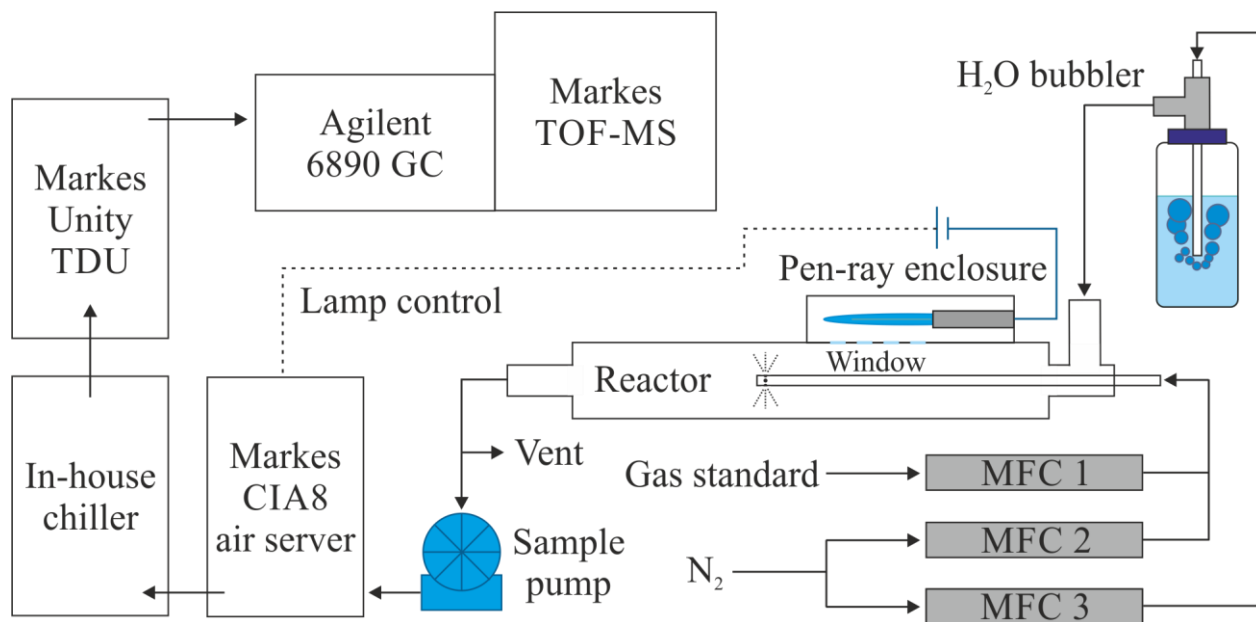 Markes
Unity
TDU
Agilent
6890 GC
Markes
TOF-MS
H₂O bubbler
Lamp control
Pen-ray enclosure
Window
Reactor
Vent
In-house
chiller
Markes
CIA8
air server
Sample
pump
Gas standard
N₂
MFC 1
MFC 2
MFC 3